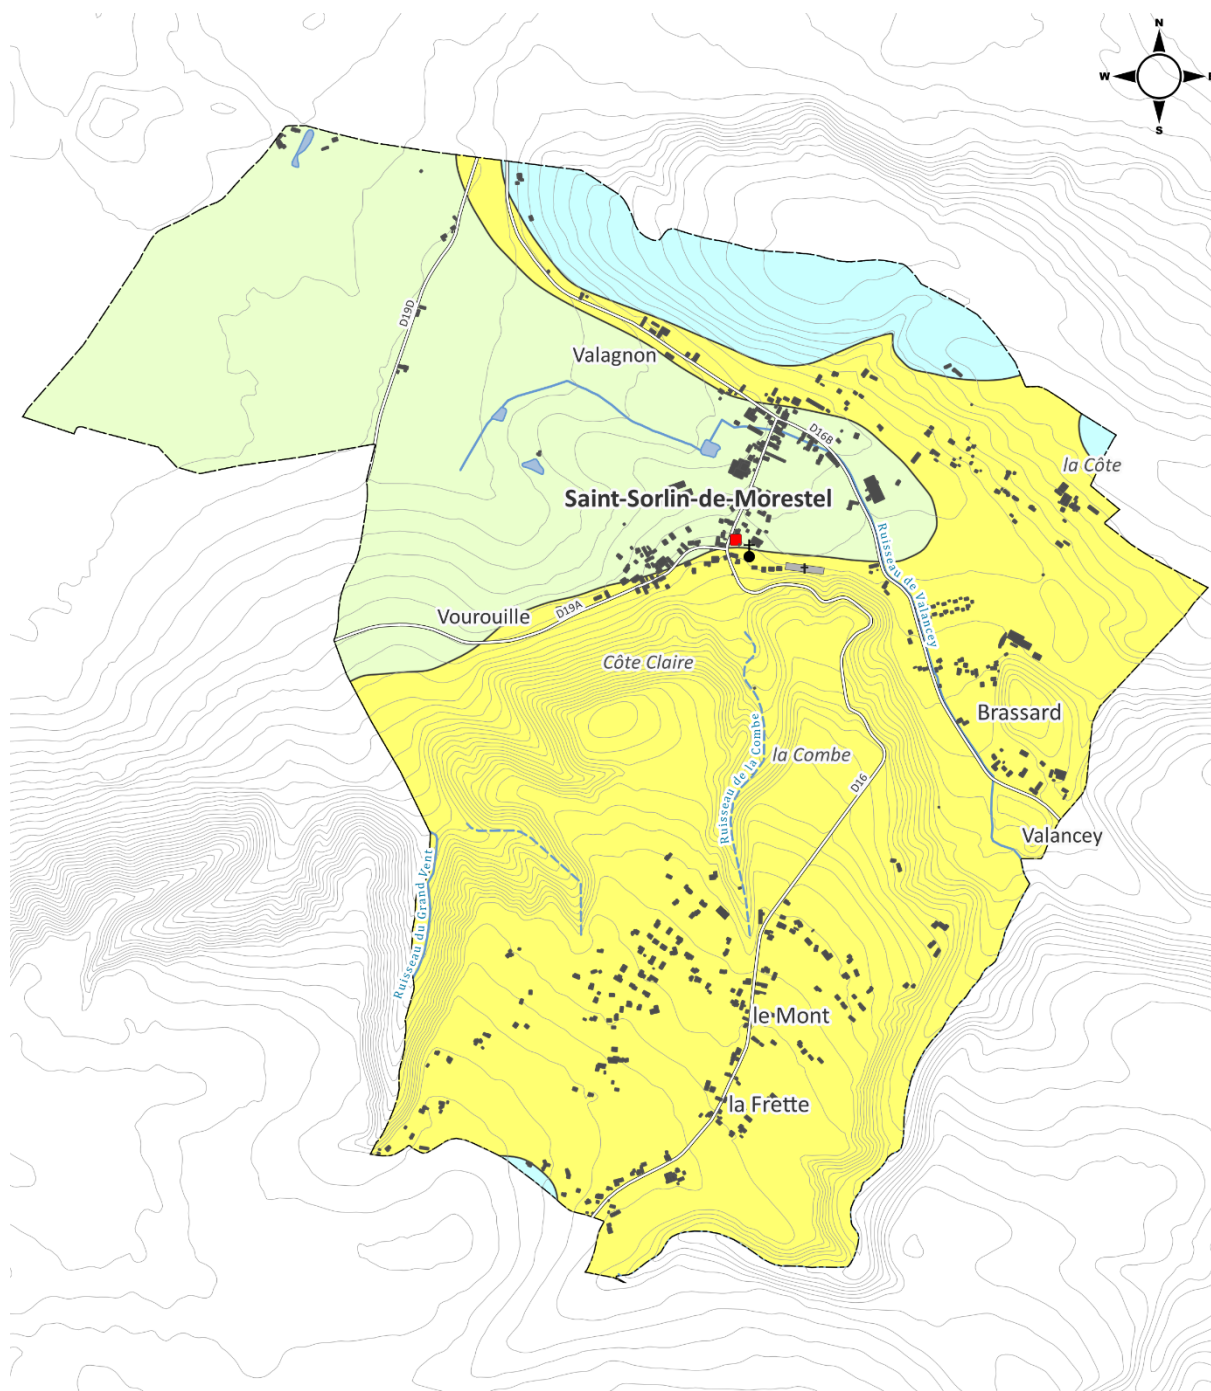 N
W
S
D19D
Valagnon
D16B
la Côte
Saint-Sorlin-de-Morestel
Ruisseau de Valancey
D19A
Vourouille
Côte Claire
Brassard
Ruisseau de la Combe
la Combe
D16
Valancey
Ruisseau du Grand Vent
le Mont
la Frette